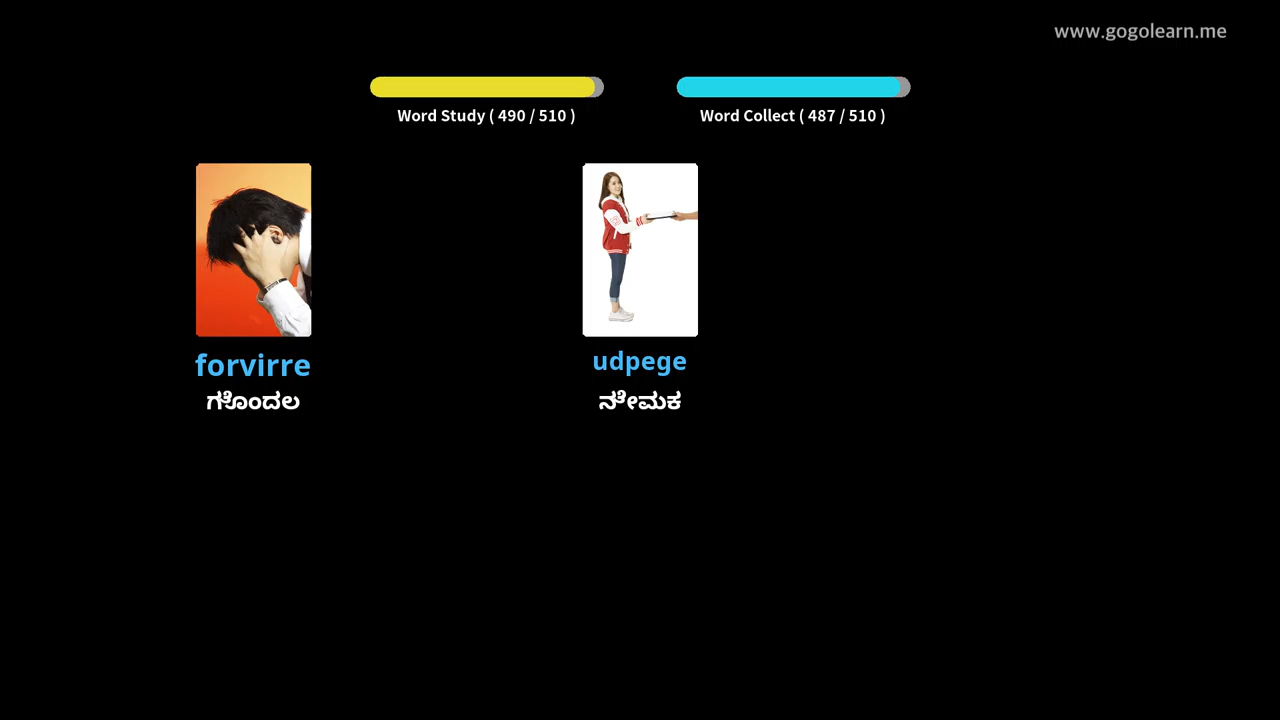 www.gogolearn.me
Word Study ( 490 / 510 )
Word Collect ( 487 / 510 )
forvirre
udpege
ಗೊಂದಲ
ನೇಮಕ